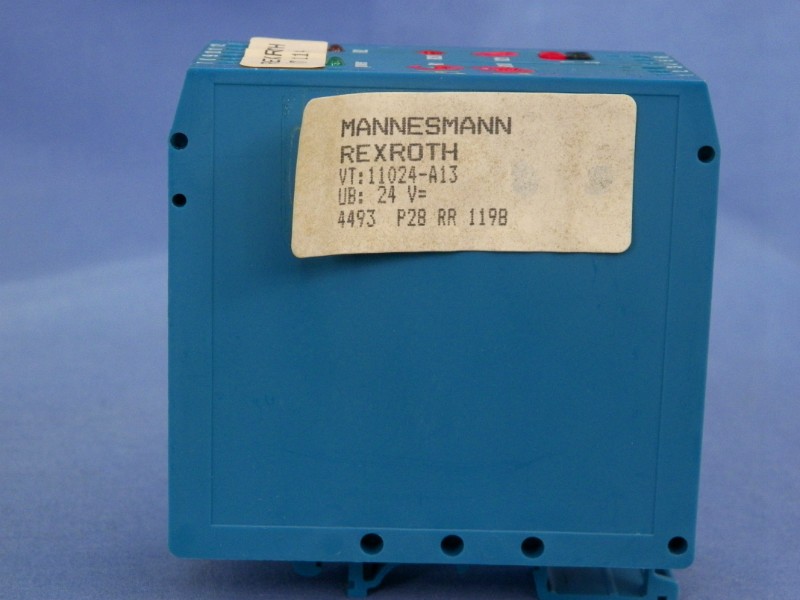 MANNESMANN
REXROTH
VT:11024-A13
UB: 24 V=
4493 P28 RR 119B